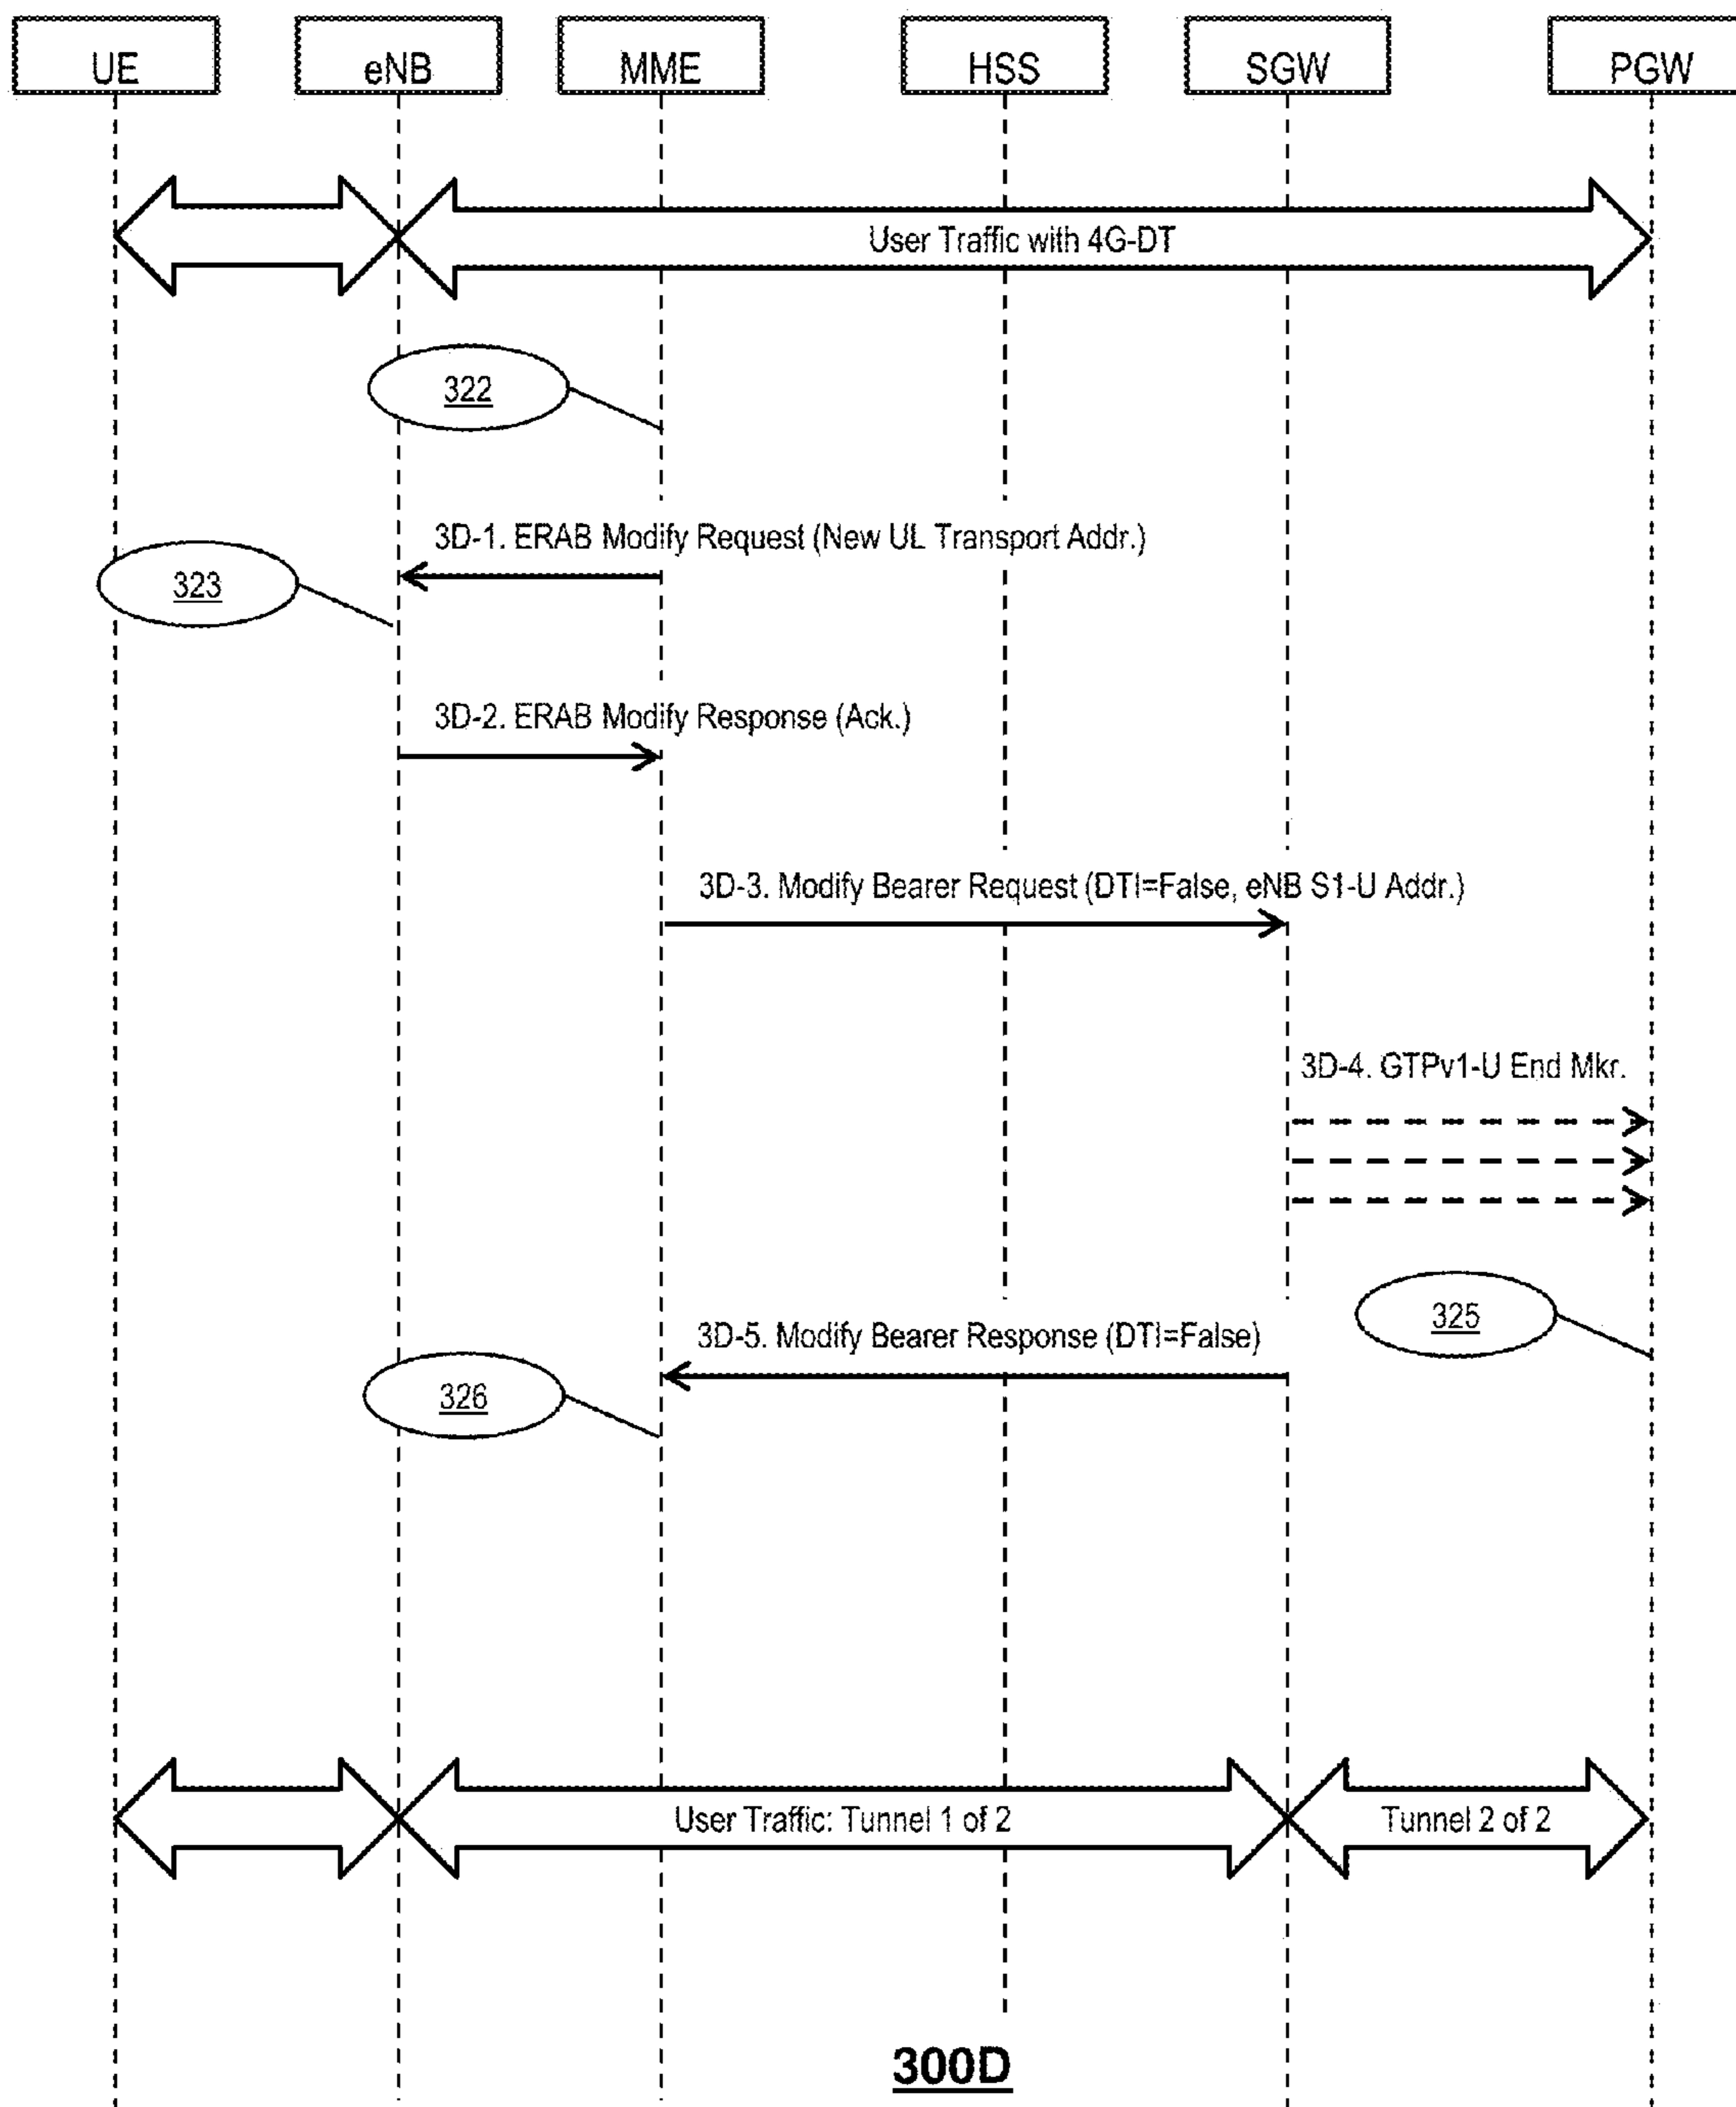 UE eNB MME HSS SGW PGW
User Traffic with 4G-DT
322
3D-1. ERAB Modify Request (New UL Transport Addr.)
323
3D-2. ERAB Modify Response (Ack.)
3D-3. Modify Bearer Request (DTI=False, eNB S1-U Addr.)
3D-4. GTPv1-U End Mkr.
325
3D-5. Modify Bearer Response (DTI=False)
326
User Traffic: Tunnel 1 of 2 Tunnel 2 of 2
300D